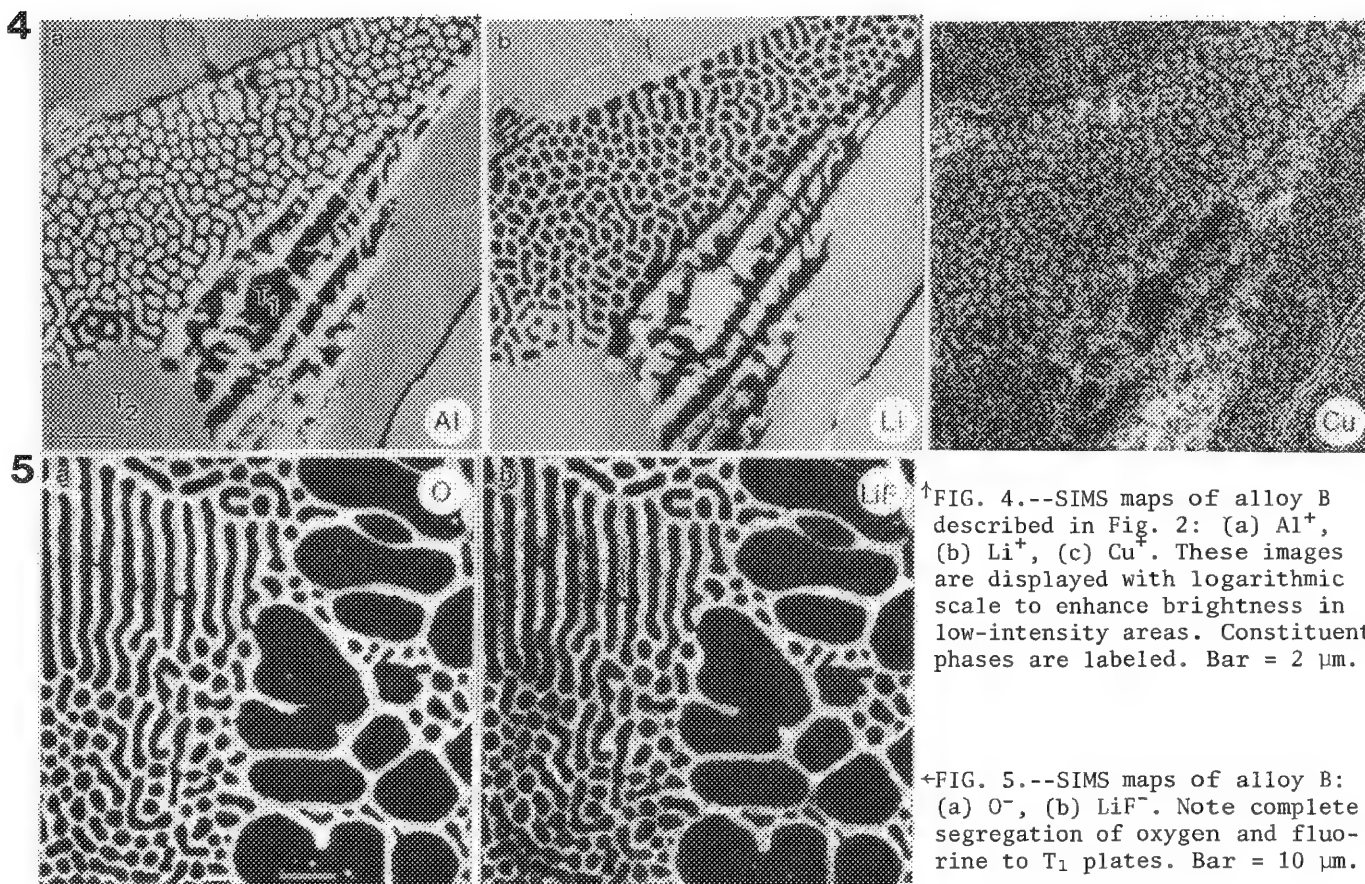 4
a
b
T1
T2
Al
Li
Cu
5
O
LiF
↑FIG. 4.--SIMS maps of alloy B
described in Fig. 2: (a) Al⁺,
(b) Li⁺, (c) Cu⁺. These images
are displayed with logarithmic
scale to enhance brightness in
low-intensity areas. Constituent
phases are labeled. Bar = 2 μm.
←FIG. 5.--SIMS maps of alloy B:
(a) O⁻, (b) LiF⁻. Note complete
segregation of oxygen and fluo-
rine to T₁ plates. Bar = 10 μm.